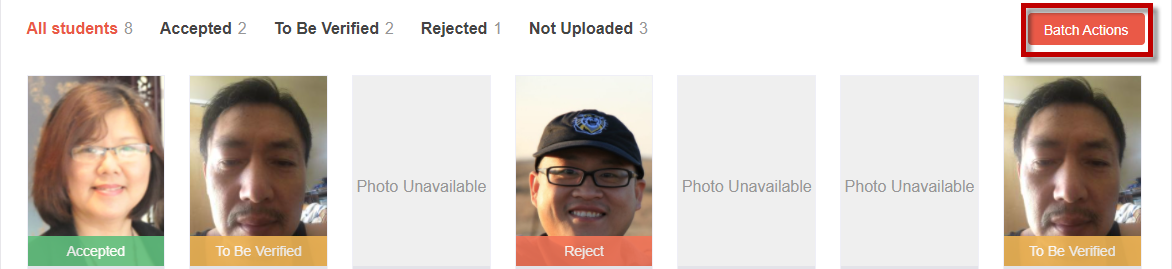 All students 8 Accepted 2 To Be Verified 2 Rejected 1 Not Uploaded 3 Batch Actions
Photo Unavailable Photo Unavailable Photo Unavailable
Accepted To Be Verified Reject To Be Verified